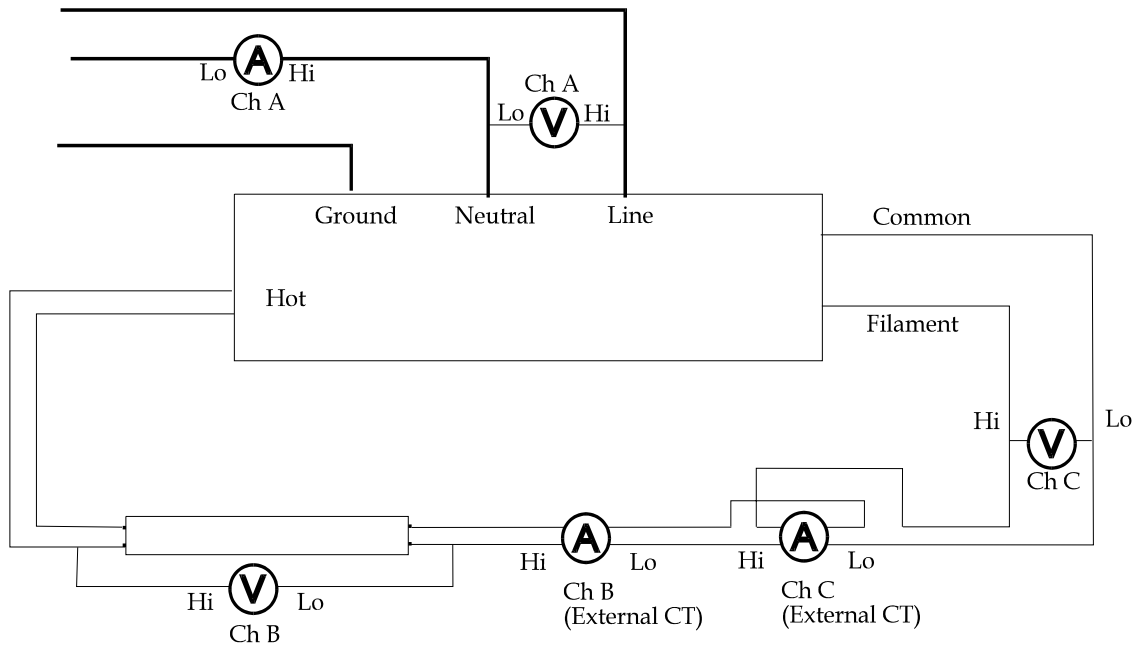 A
Lo
Hi
Ch A
Ch A
Lo
V
Hi
Ground
Neutral
Line
Common
Hot
Filament
Hi
V
Lo
Ch C
A
Hi
Lo
Ch B
(External CT)
A
Hi
Lo
Ch C
(External CT)
V
Hi
Lo
Ch B